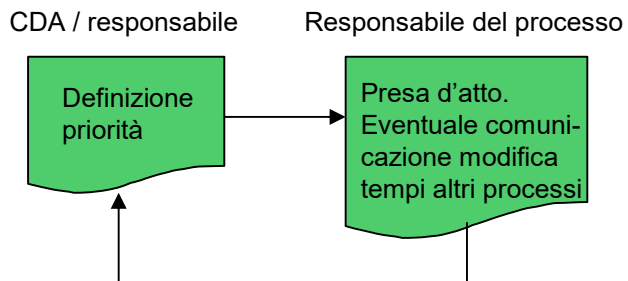 CDA / responsabile
Responsabile del processo
Definizione
priorità
Presa d’atto.
Eventuale comuni-
cazione modifica
tempi altri processi